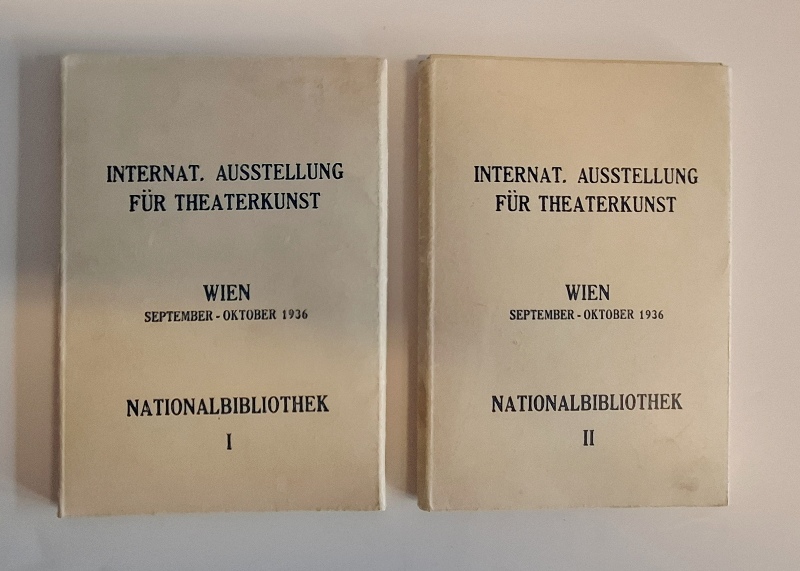 INTERNAT. AUSSTELLUNG
FÜR THEATERKUNST
WIEN
SEPTEMBER - OKTOBER 1936
NATIONALBIBLIOTHEK
I
INTERNAT. AUSSTELLUNG
FÜR THEATERKUNST
WIEN
SEPTEMBER - OKTOBER 1936
NATIONALBIBLIOTHEK
II